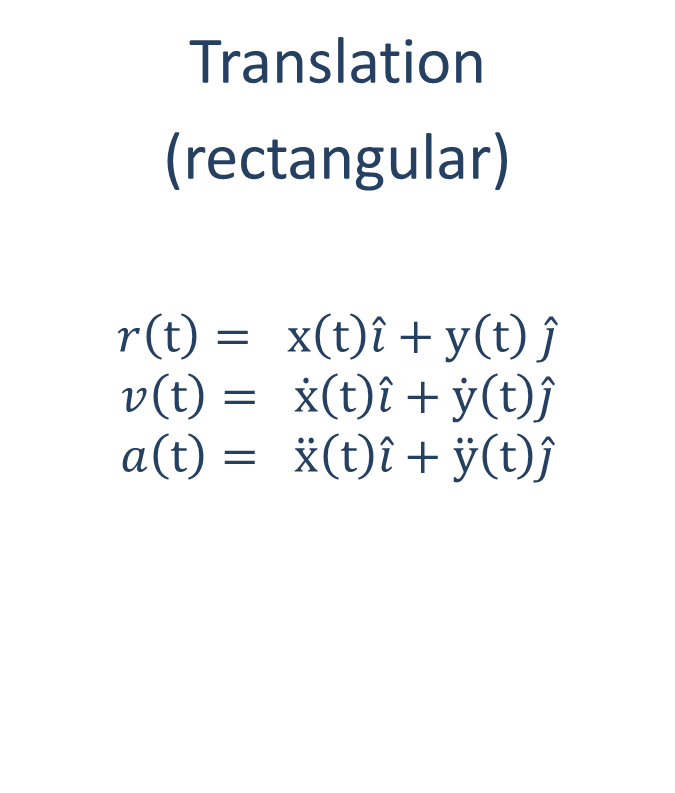 Translation
(rectangular)
r(t) = x(t)î + y(t) ĵ
v(t) = ẋ(t)î + ẏ(t)ĵ
a(t) = ẍ(t)î + ÿ(t)ĵ